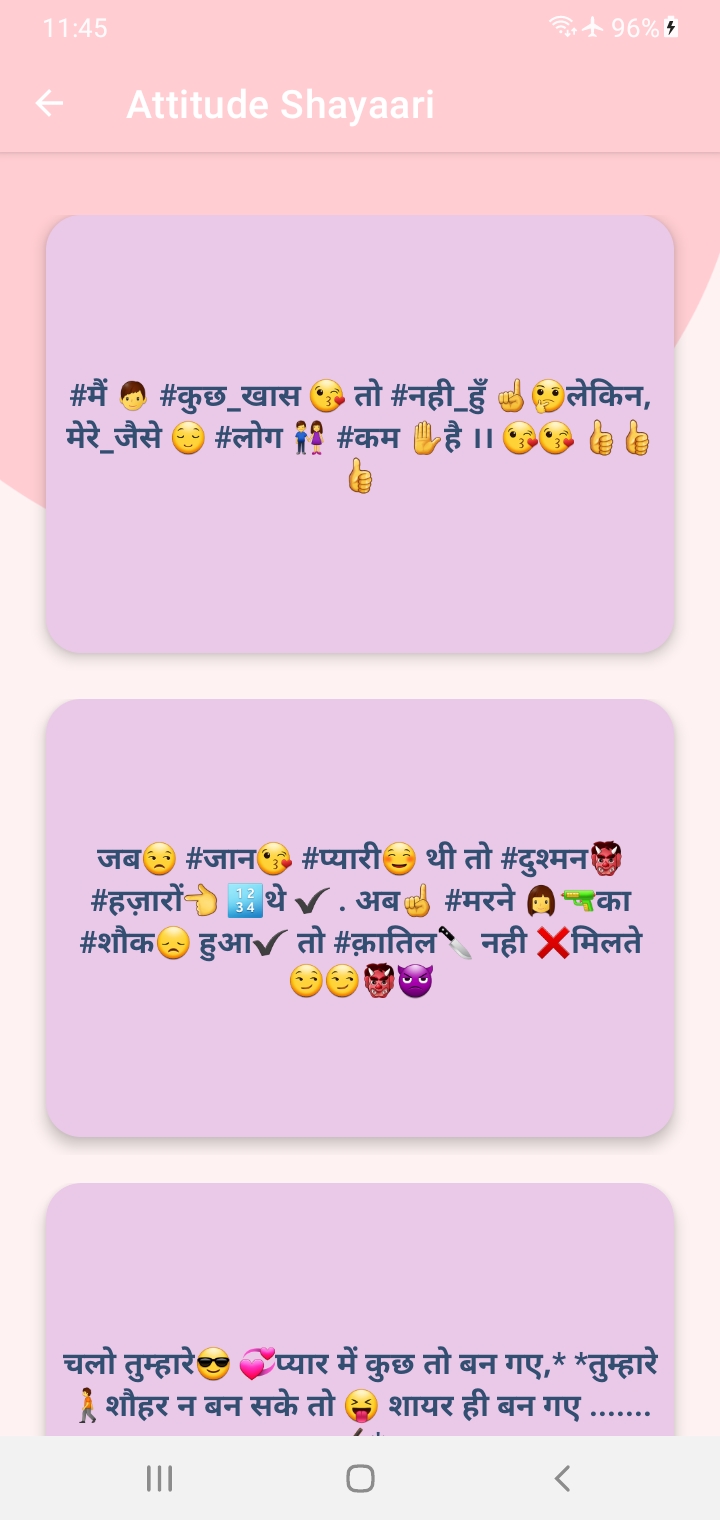 11:45
96%
Attitude Shayaari
#मैं 👦 #कुछ_खास 😘 तो #नही_हुँ ☝🤔लेकिन,
मेरे_जैसे 😌 #लोग 👫 #कम ✋है ।। 😘😘 👍👍
👍
जब😒 #जान😘 #प्यारी☺ थी तो #दुश्मन👹
#हज़ारों👈 🔢थे ✔ . अब☝ #मरने 👩🔫का
#शौक😞 हुआ✔ तो #क़ातिल🔪 नही ❌मिलते
😏😏👹😈
चलो तुम्हारे😎 💞प्यार में कुछ तो बन गए,* *तुम्हारे
🚶शौहर न बन सके तो 😝 शायर ही बन गए .......